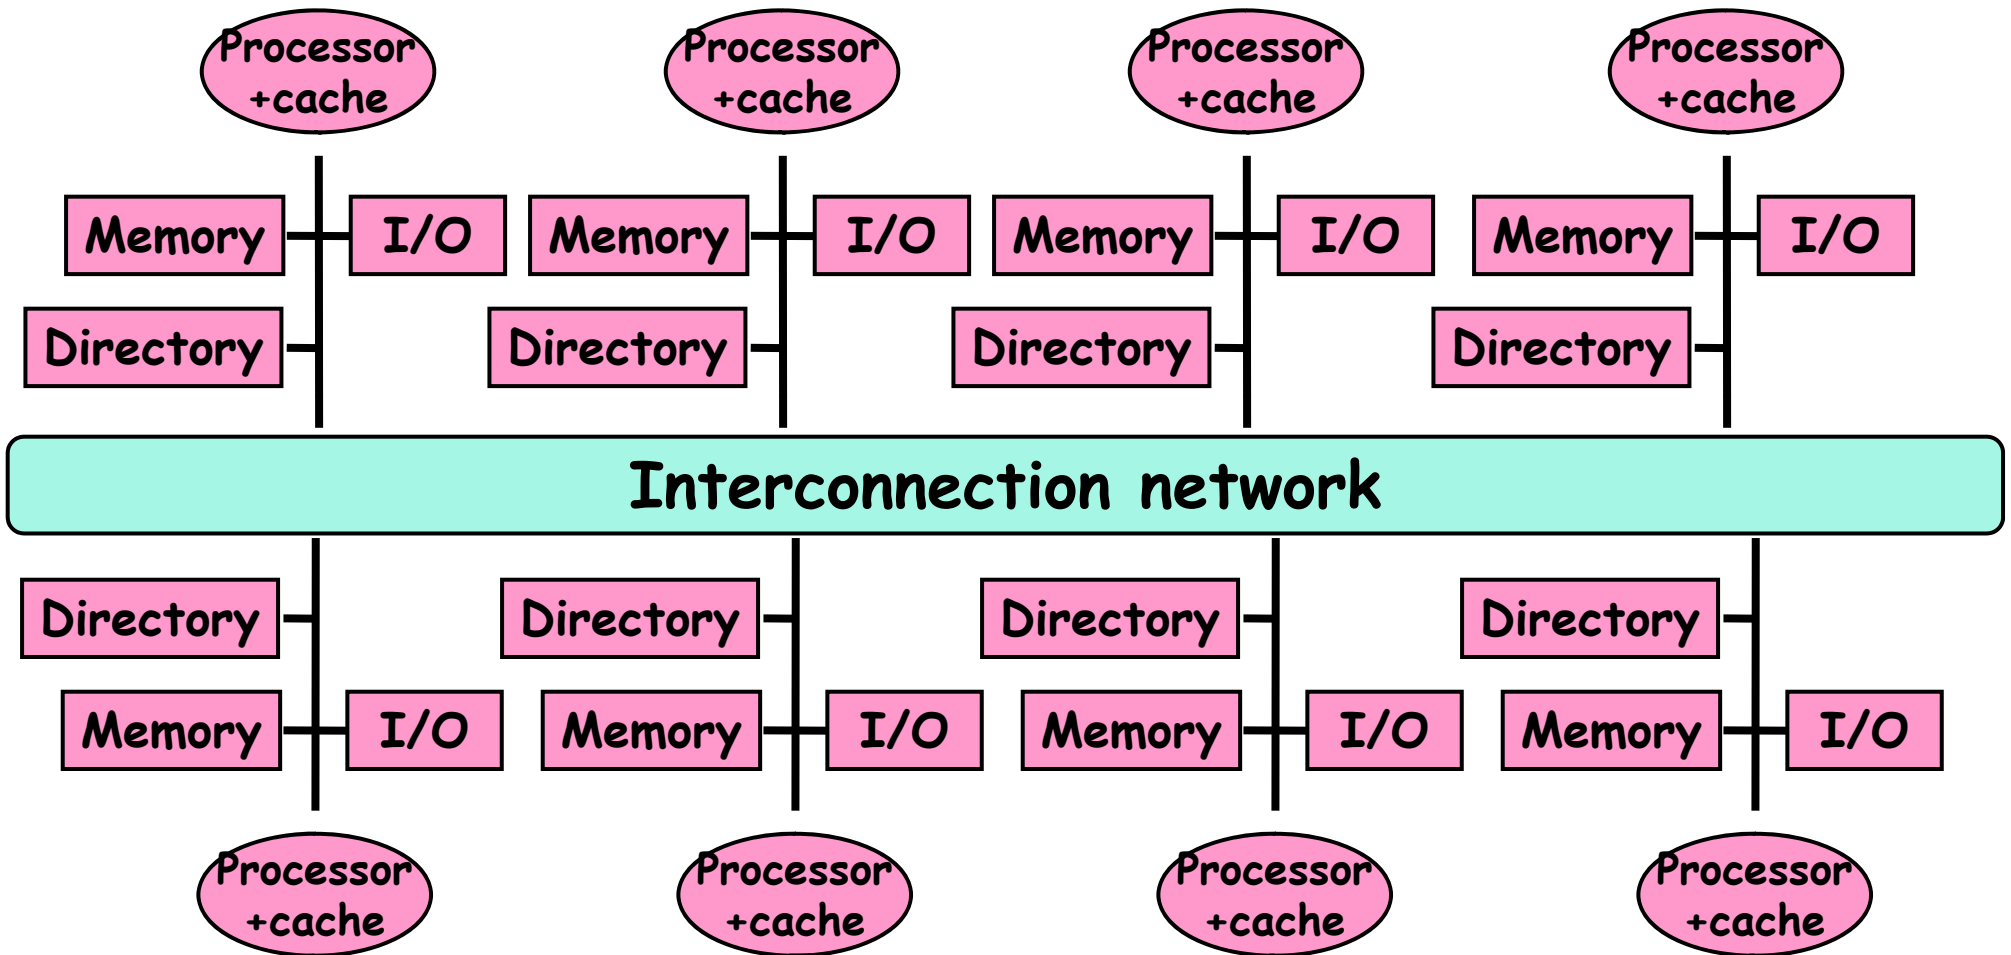 Processor
+cache
Processor
+cache
Processor
+cache
Processor
+cache
Memory
I/O
Memory
I/O
Memory
I/O
Memory
I/O
Directory
Directory
Directory
Directory
Interconnection network
Directory
Directory
Directory
Directory
Memory
I/O
Memory
I/O
Memory
I/O
Memory
I/O
Processor
+cache
Processor
+cache
Processor
+cache
Processor
+cache